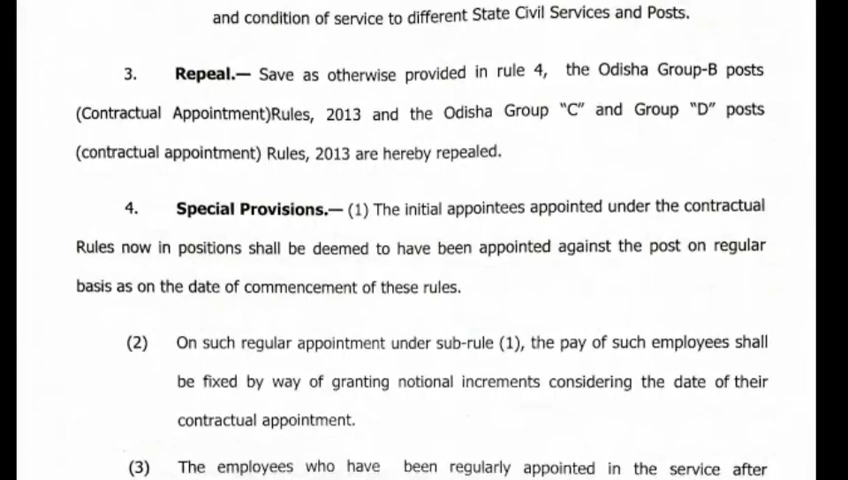 and condition of service to different State Civil Services and Posts.
3. Repeal.— Save as otherwise provided in rule 4, the Odisha Group-B posts
(Contractual Appointment)Rules, 2013 and the Odisha Group “C” and Group “D” posts
(contractual appointment) Rules, 2013 are hereby repealed.
4. Special Provisions.— (1) The initial appointees appointed under the contractual
Rules now in positions shall be deemed to have been appointed against the post on regular
basis as on the date of commencement of these rules.
(2) On such regular appointment under sub-rule (1), the pay of such employees shall
be fixed by way of granting notional increments considering the date of their
contractual appointment.
(3) The employees who have been regularly appointed in the service after